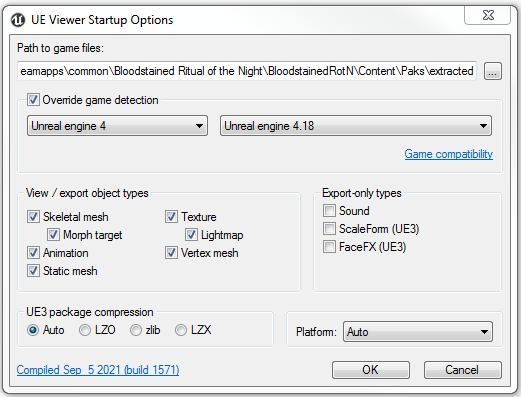 UE Viewer Startup Options
Path to game files:
eamapps\common\Bloodstained Ritual of the Night\BloodstainedRotN\Content\Paks\extracted ...
Override game detection
Unreal engine 4 Unreal engine 4.18
Game compatibility
View / export object types Export-only types
Skeletal mesh Texture Sound
Morph target Lightmap ScaleForm (UE3)
Animation Vertex mesh FaceFX (UE3)
Static mesh
UE3 package compression
Auto LZO zlib LZX Platform: Auto
Compiled Sep 5 2021 (build 1571) OK Cancel